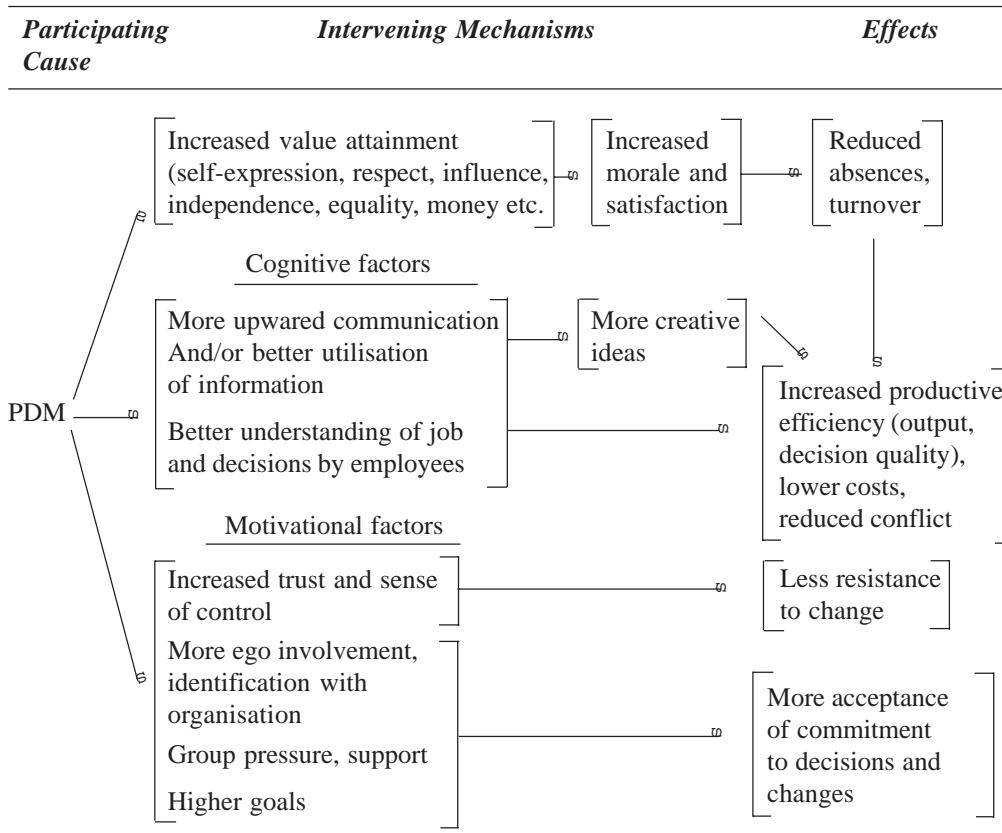 Participating Cause
Intervening Mechanisms
Effects
Increased value attainment
(self-expression, respect, influence,
independence, equality, money etc.
Increased
morale and
satisfaction
Reduced
absences,
turnover
Cognitive factors
More upwared communication
And/or better utilisation
of information
More creative
ideas
PDM
Better understanding of job
and decisions by employees
Increased productive
efficiency (output,
decision quality),
lower costs,
reduced conflict
Motivational factors
Increased trust and sense
of control
Less resistance
to change
More ego involvement,
identification with
organisation
Group pressure, support
Higher goals
More acceptance
of commitment
to decisions and
changes